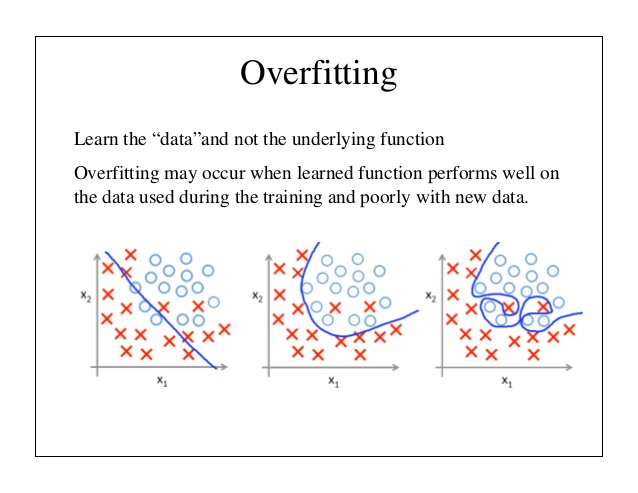 Overfitting
Learn the “data”and not the underlying function
Overfitting may occur when learned function performs well on
the data used during the training and poorly with new data.
x2 x2 x2
x1 x1 x1